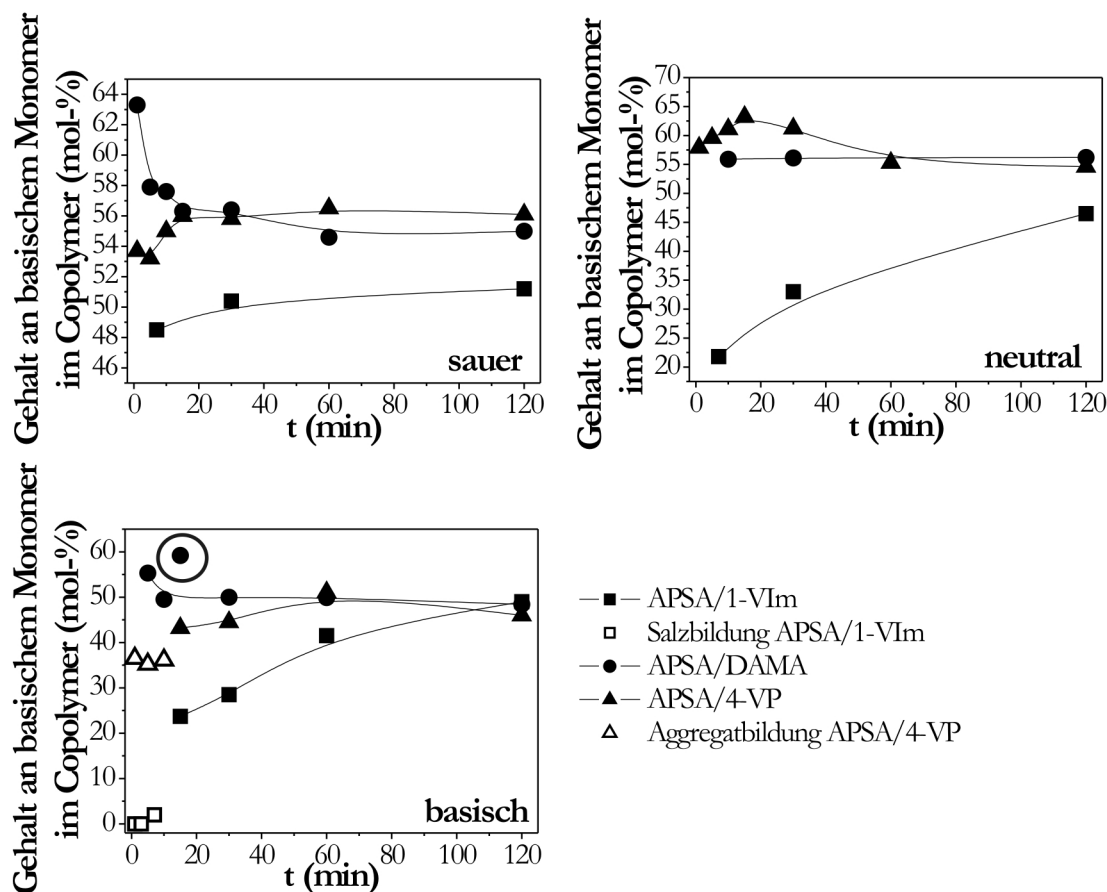 Gehalt an basischem Monomer
im Copolymer (mol-%)
64
62
60
58
56
54
52
50
48
46
0
20
40
60
80
100
120
sauer
t (min)
Gehalt an basischem Monomer
im Copolymer (mol-%)
70
65
60
55
50
45
40
35
30
25
20
0
20
40
60
80
100
120
neutral
t (min)
Gehalt an basischem Monomer
im Copolymer (mol-%)
60
50
40
30
20
10
0
0
20
40
60
80
100
120
basisch
t (min)
APSA/1-VIm
Salzbildung APSA/1-VIm
APSA/DAMA
APSA/4-VP
Aggregatbildung APSA/4-VP